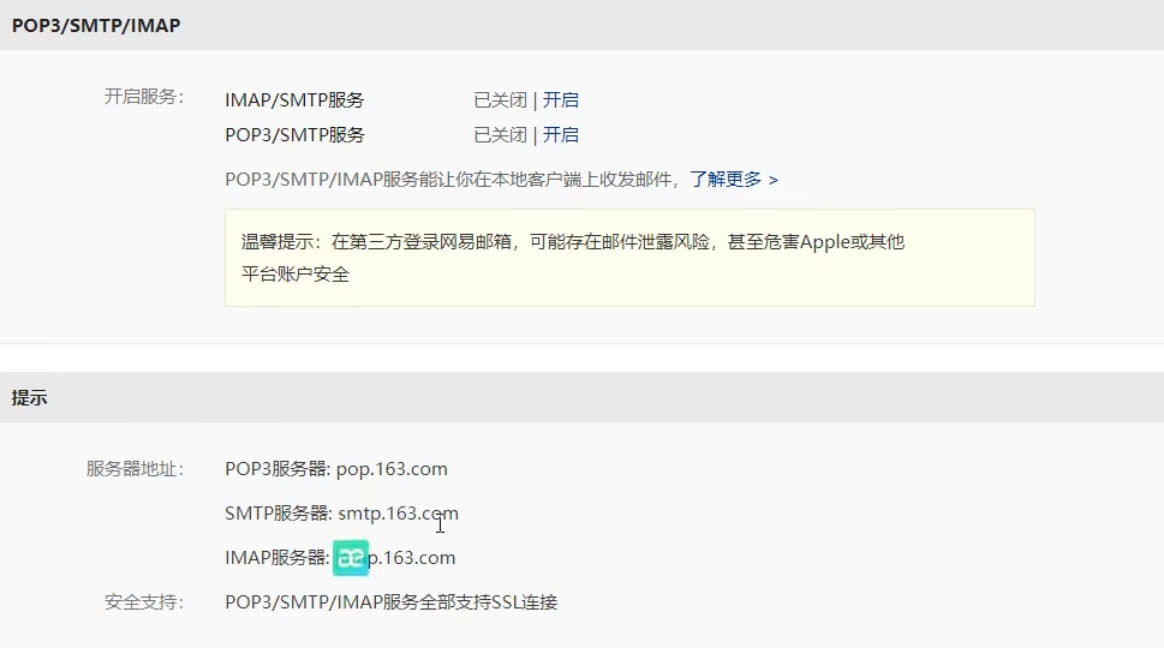 POP3/SMTP/IMAP
开启服务： IMAP/SMTP服务 已关闭 | 开启
POP3/SMTP服务 已关闭 | 开启
POP3/SMTP/IMAP服务能让你在本地客户端上收发邮件，了解更多 >
温馨提示：在第三方登录网易邮箱，可能存在邮件泄露风险，甚至危害Apple或其他
平台账户安全
提示
服务器地址： POP3服务器: pop.163.com
SMTP服务器: smtp.163.com
IMAP服务器: p.163.com
安全支持： POP3/SMTP/IMAP服务全部支持SSL连接